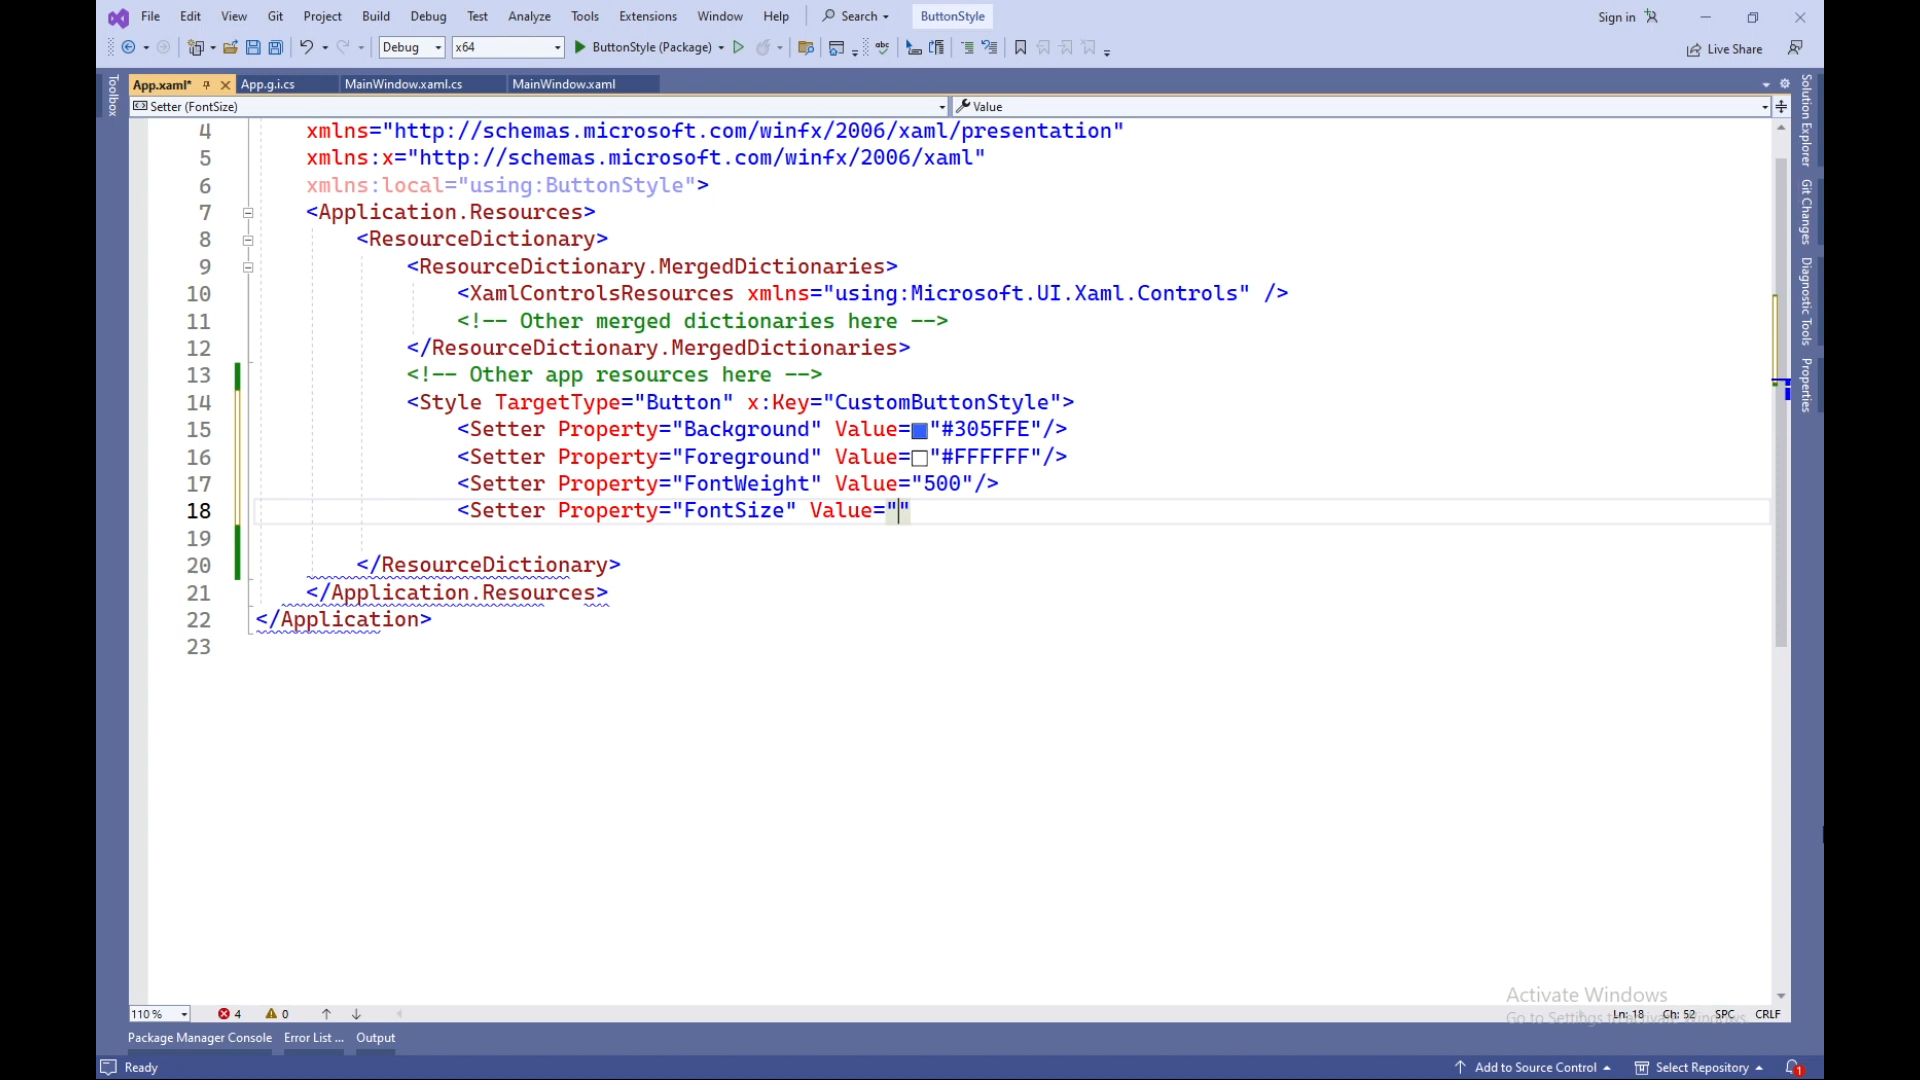 File Edit View Git Project Build Debug Test Analyze Tools Extensions Window Help Search ButtonStyle Sign in
Debug x64 ButtonStyle (Package) Live Share
App.xaml* App.g.i.cs MainWindow.xaml.cs MainWindow.xaml
Setter (FontSize) Value
Toolbox
Solution Explorer
Git Changes
Diagnostic Tools
Properties
4 xmlns="http://schemas.microsoft.com/winfx/2006/xaml/presentation"
5 xmlns:x="http://schemas.microsoft.com/winfx/2006/xaml"
6 xmlns:local="using:ButtonStyle">
7 <Application.Resources>
8 <ResourceDictionary>
9 <ResourceDictionary.MergedDictionaries>
10 <XamlControlsResources xmlns="using:Microsoft.UI.Xaml.Controls" />
11 <!-- Other merged dictionaries here -->
12 </ResourceDictionary.MergedDictionaries>
13 <!-- Other app resources here -->
14 <Style TargetType="Button" x:Key="CustomButtonStyle">
15 <Setter Property="Background" Value="#305FFE"/>
16 <Setter Property="Foreground" Value="#FFFFFF"/>
17 <Setter Property="FontWeight" Value="500"/>
18 <Setter Property="FontSize" Value=""
19
20 </ResourceDictionary>
21 </Application.Resources>
22 </Application>
23
Activate Windows
Go to Settings to activate Windows.
110 % 4 0 Ln: 18 Ch: 52 SPC CRLF
Package Manager Console Error List ... Output
Ready Add to Source Control Select Repository 1